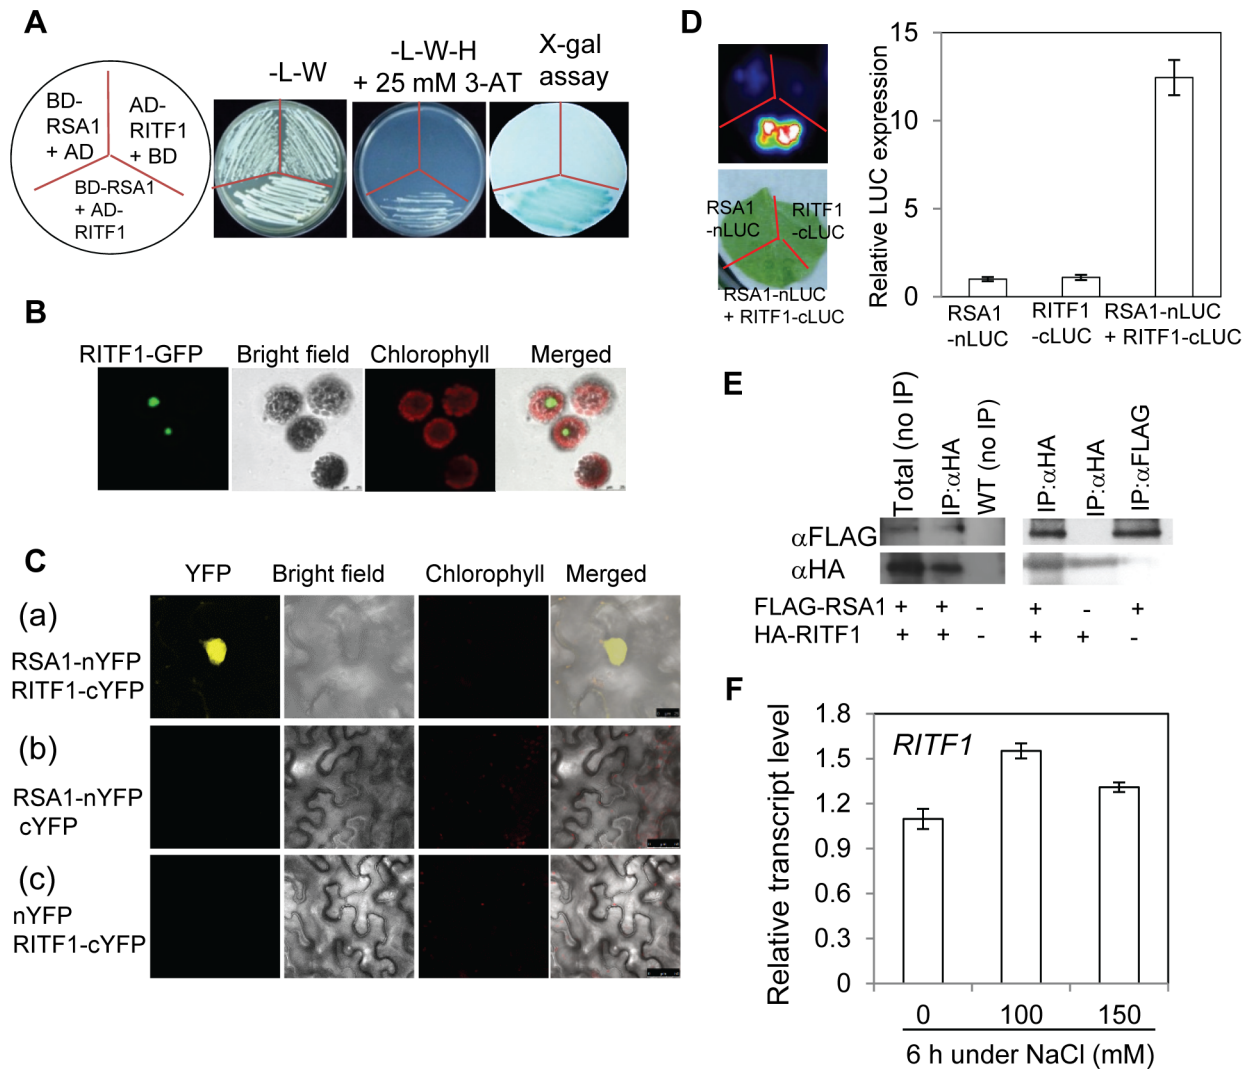 A
BD-
RSA1
+ AD
AD-
RITF1
+ BD
BD-RSA1
+ AD-
RITF1
-L-W
-L-W-H
+ 25 mM 3-AT
X-gal
assay
B
RITF1-GFP
Bright field
Chlorophyll
Merged
C
YFP
Bright field
Chlorophyll
Merged
(a)
RSA1-nYFP
RITF1-cYFP
(b)
RSA1-nYFP
cYFP
(c)
nYFP
RITF1-cYFP
D
RSA1
-nLUC
RITF1
-cLUC
RSA1-nLUC
+ RITF1-cLUC
Relative LUC expression
15
10
5
0
RSA1
-nLUC
RITF1
-cLUC
RSA1-nLUC
+ RITF1-cLUC
E
Total (no IP)
IP:αHA
WT (no IP)
IP:αHA
IP:αHA
IP:αFLAG
αFLAG
αHA
FLAG-RSA1 + + - + - +
HA-RITF1 + + - + + -
F
RITF1
Relative transcript level
1.8
1.5
1.2
0.9
0.6
0.3
0
0 100 150
6 h under NaCl (mM)